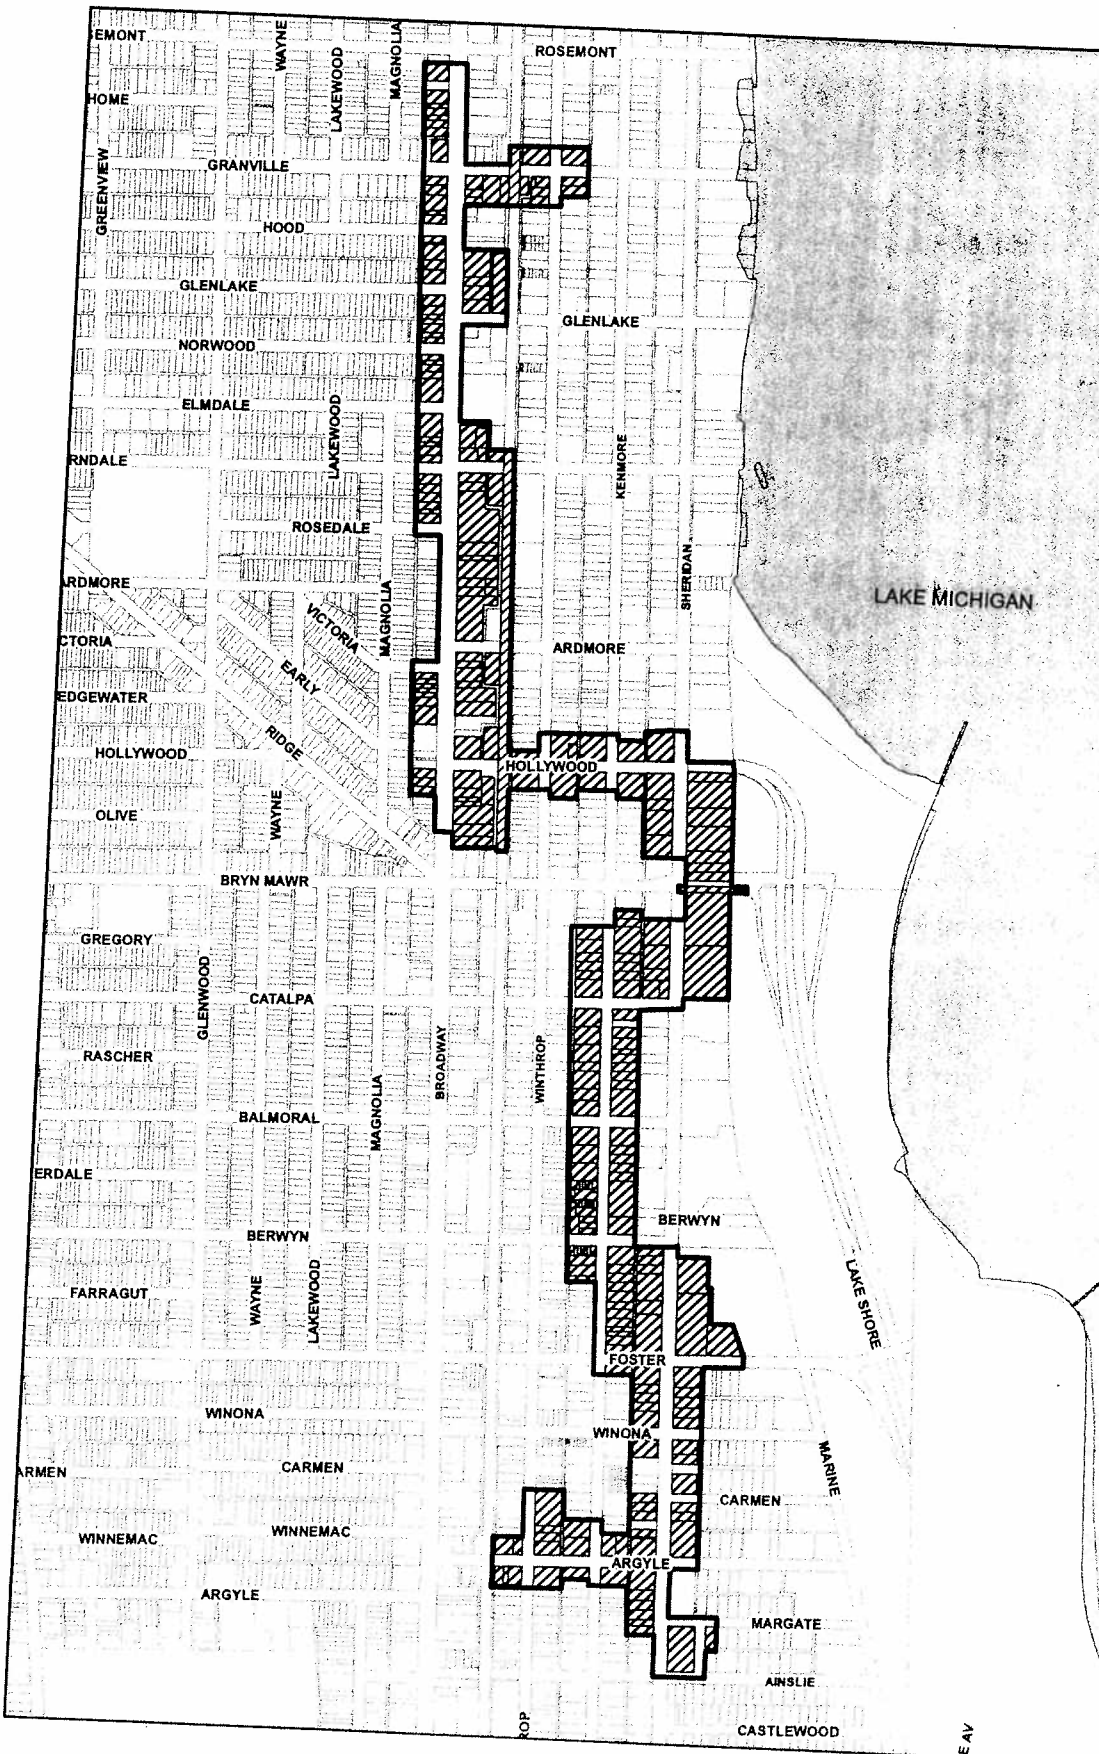 EMONT
WAYNE
LAKEWOOD
MAGNOLIA
ROSEMONT
HOME
GREENVIEW
GRANVILLE
HOOD
GLENLAKE
GLENLAKE
NORWOOD
ELMDALE
LAKEWOOD
KENMORE
RNDALE
ROSEDALE
SHERIDAN
ARDMORE
LAKE MICHIGAN
VICTORIA
MAGNOLIA
CTORIA
ARDMORE
EARLY
EDGEWATER
RIDGE
HOLLYWOOD
HOLLYWOOD
OLIVE
WAYNE
BRYN MAWR
GREGORY
GLENWOOD
CATALPA
RASCHER
BROADWAY
WINTHROP
MAGNOLIA
BALMORAL
ERDALE
BERWYN
BERWYN
FARRAGUT
WAYNE
LAKEWOOD
LAKE SHORE
FOSTER
WINONA
WINONA
ARMEN
CARMEN
MARINE
CARMEN
WINNEMAC
WINNEMAC
ARGYLE
ARGYLE
MARGATE
AINSLIE
ROP
CASTLEWOOD
E AV